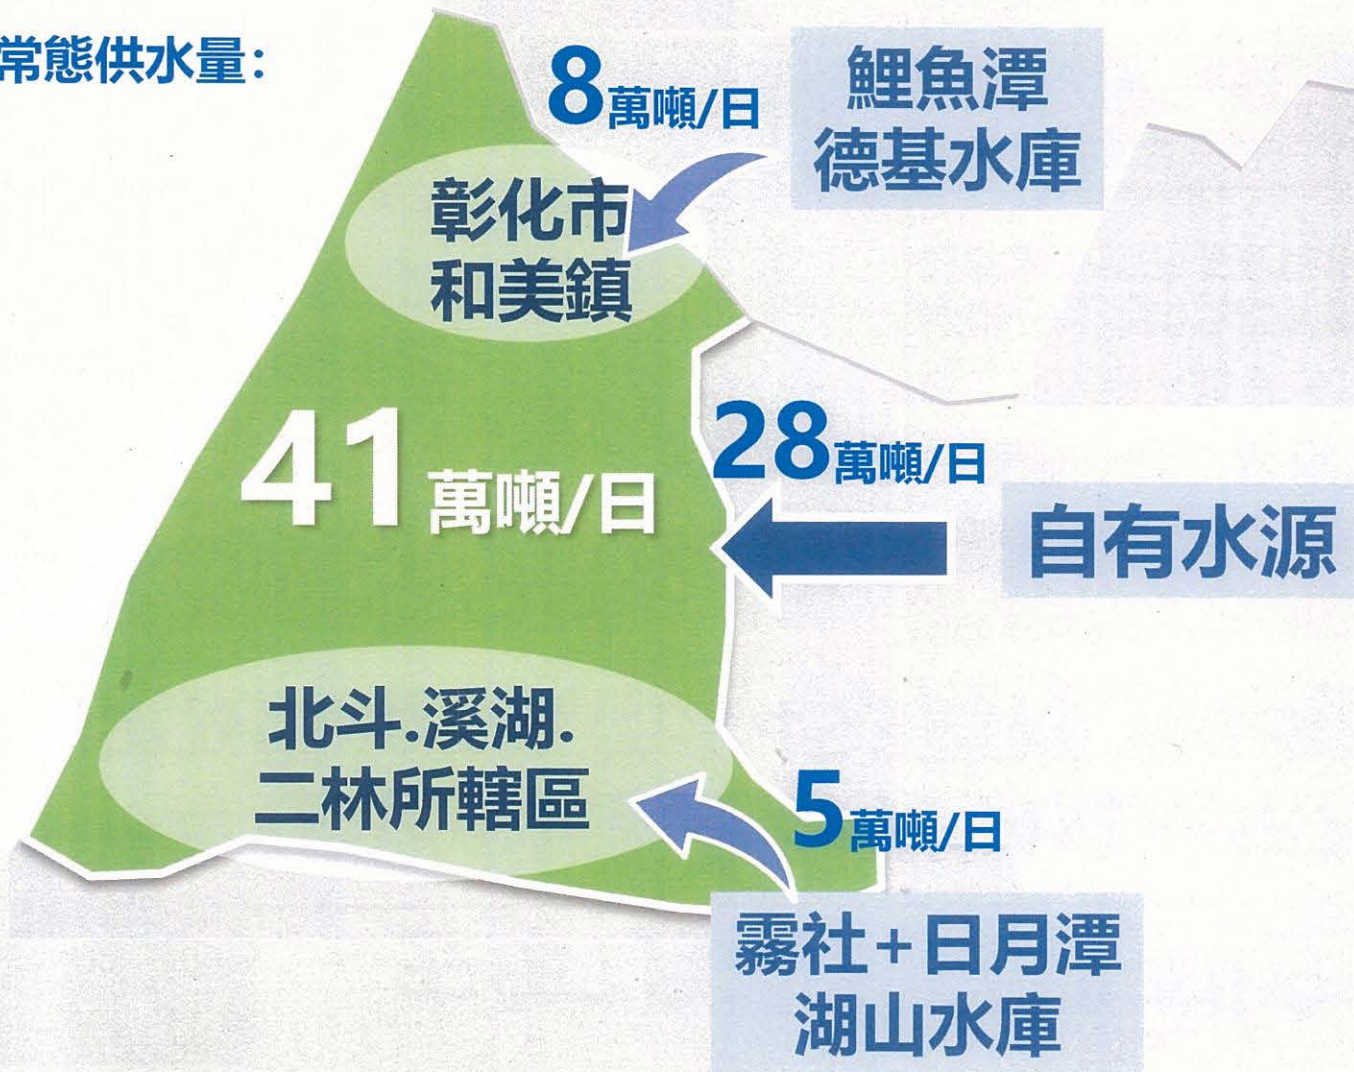 常態供水量：
8萬噸/日
鯉魚潭
德基水庫
彰化市
和美鎮
41萬噸/日
28萬噸/日
自有水源
北斗.溪湖.
二林所轄區
5萬噸/日
霧社+日月潭
湖山水庫